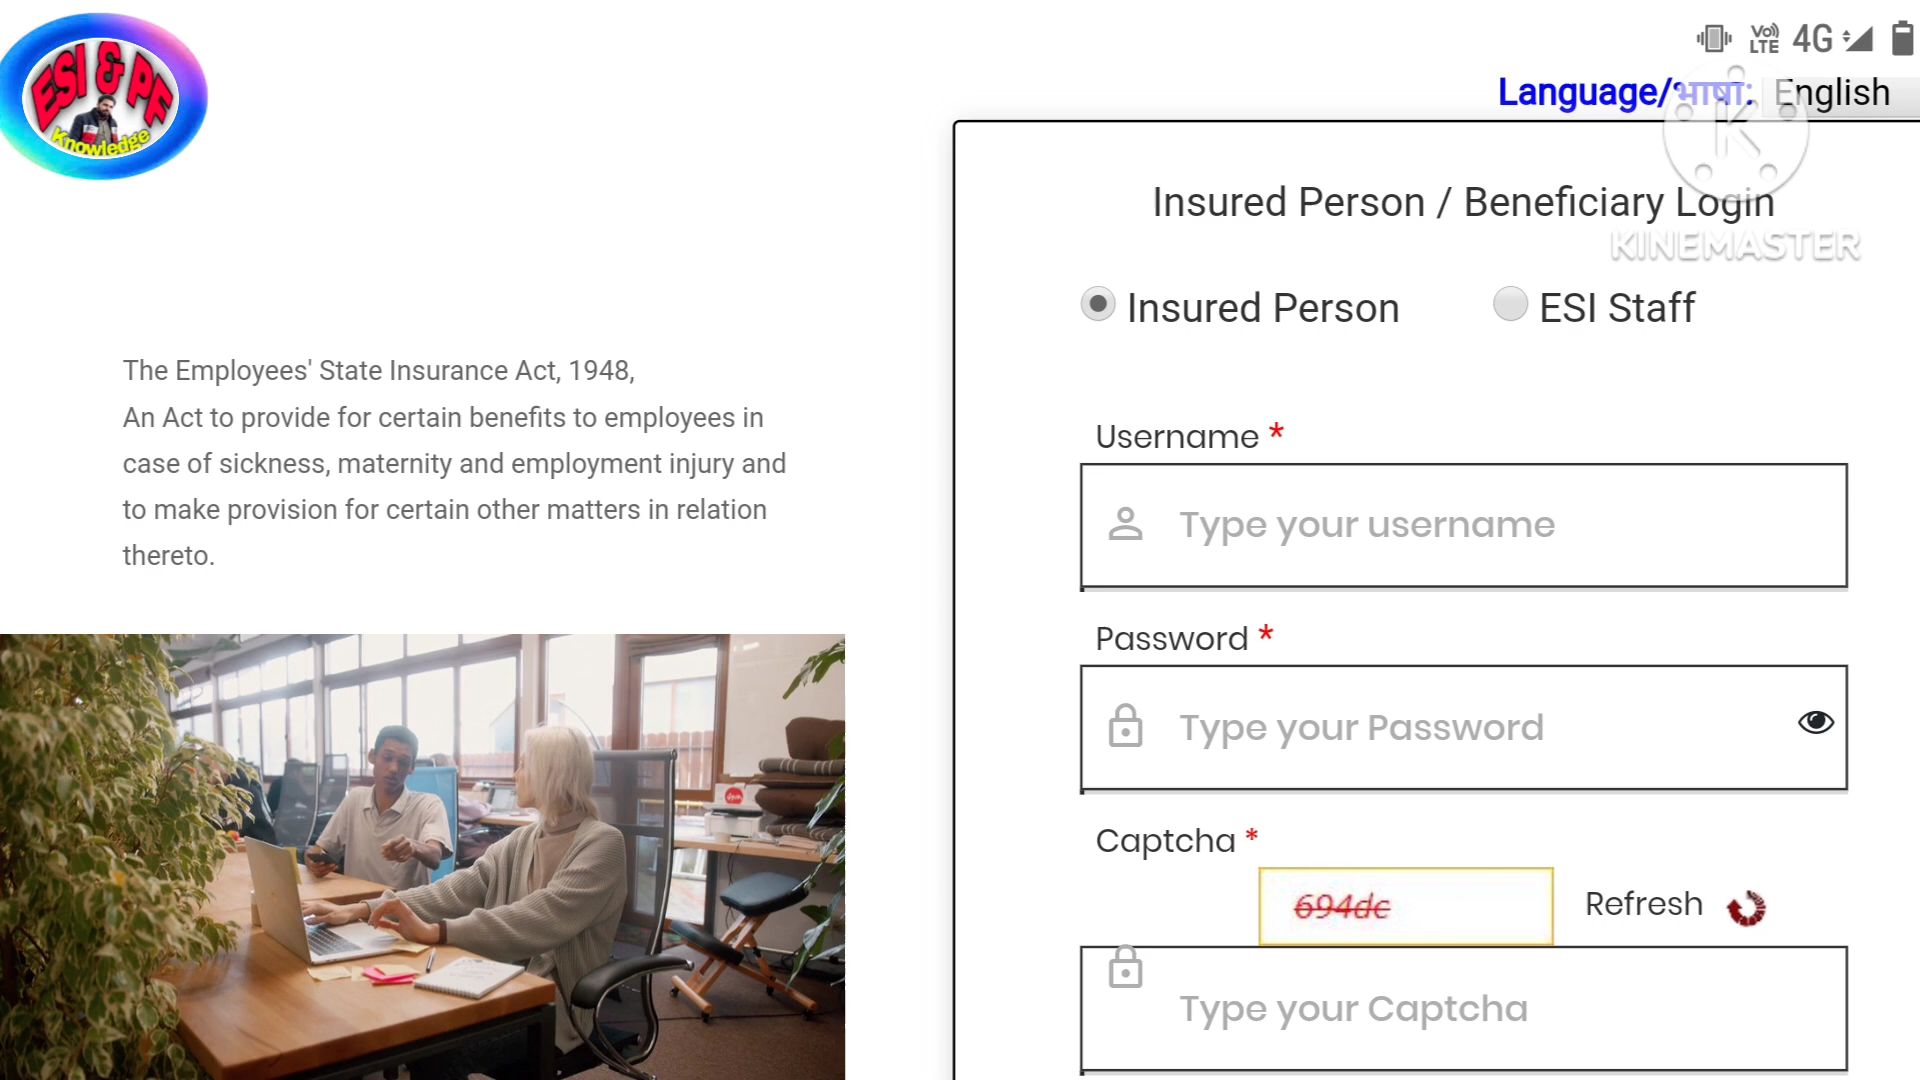 ESI & PF
Knowledge
VoLTE 4G
Language/भाषा: English
Insured Person / Beneficiary Login
KINEMASTER
Insured Person
ESI Staff
The Employees' State Insurance Act, 1948,
An Act to provide for certain benefits to employees in
case of sickness, maternity and employment injury and
to make provision for certain other matters in relation
thereto.
Username *
Type your username
Password *
Type your Password
Captcha *
694dc
Refresh
Type your Captcha